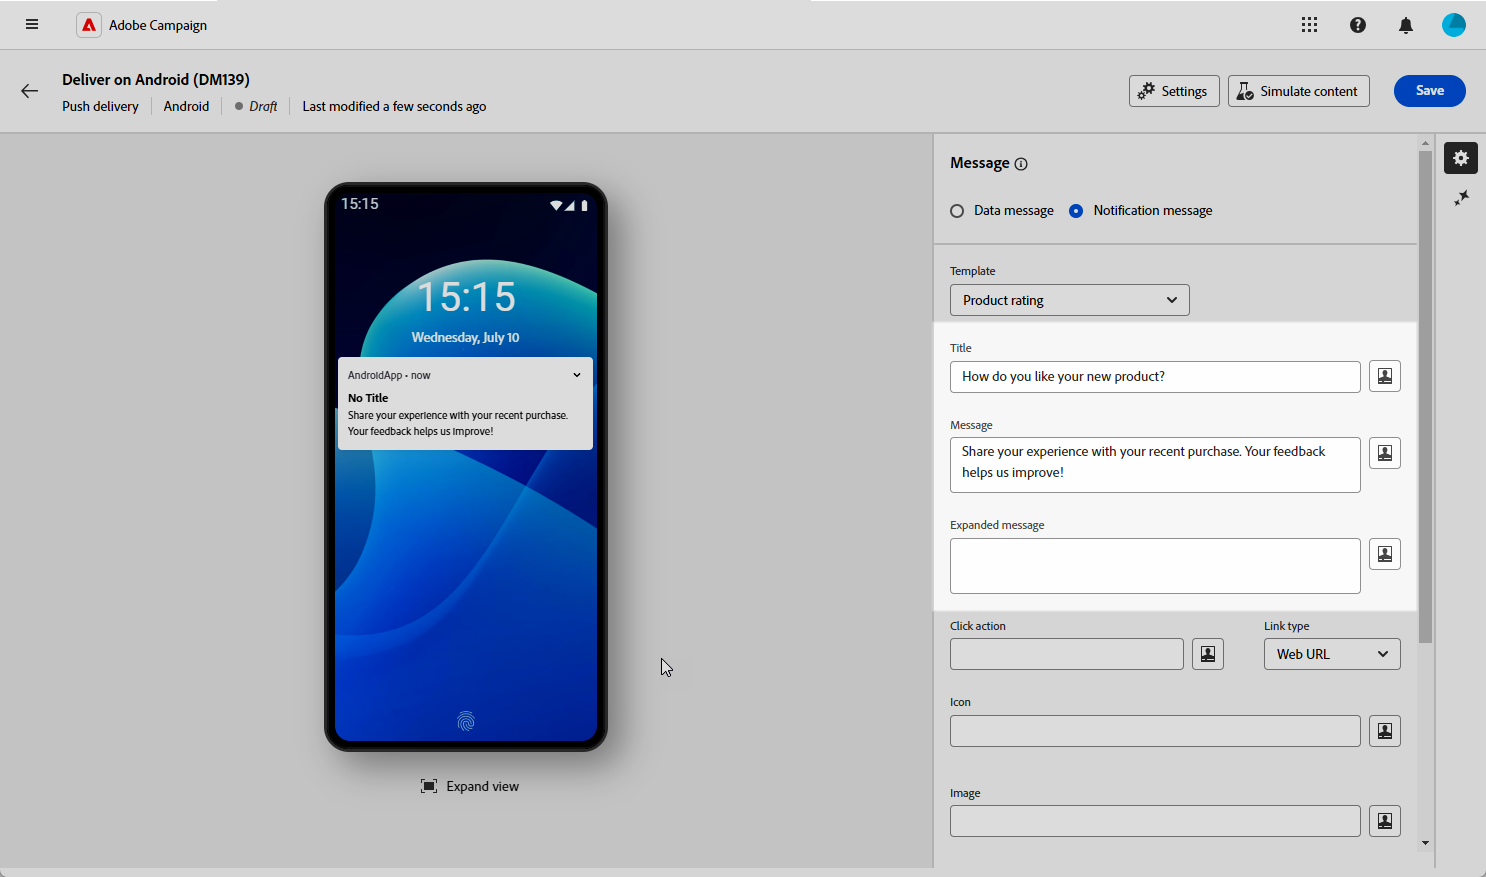 Adobe Campaign
Deliver on Android (DM139)
Push delivery
Android
Draft
Last modified a few seconds ago
Settings
Simulate content
Save
15:15
15:15
Wednesday, July 10
AndroidApp • now
No Title
Share your experience with your recent purchase.
Your feedback helps us improve!
Expand view
Message
Data message
Notification message
Template
Product rating
Title
How do you like your new product?
Message
Share your experience with your recent purchase. Your feedback
helps us improve!
Expanded message
Click action
Link type
Web URL
Icon
Image